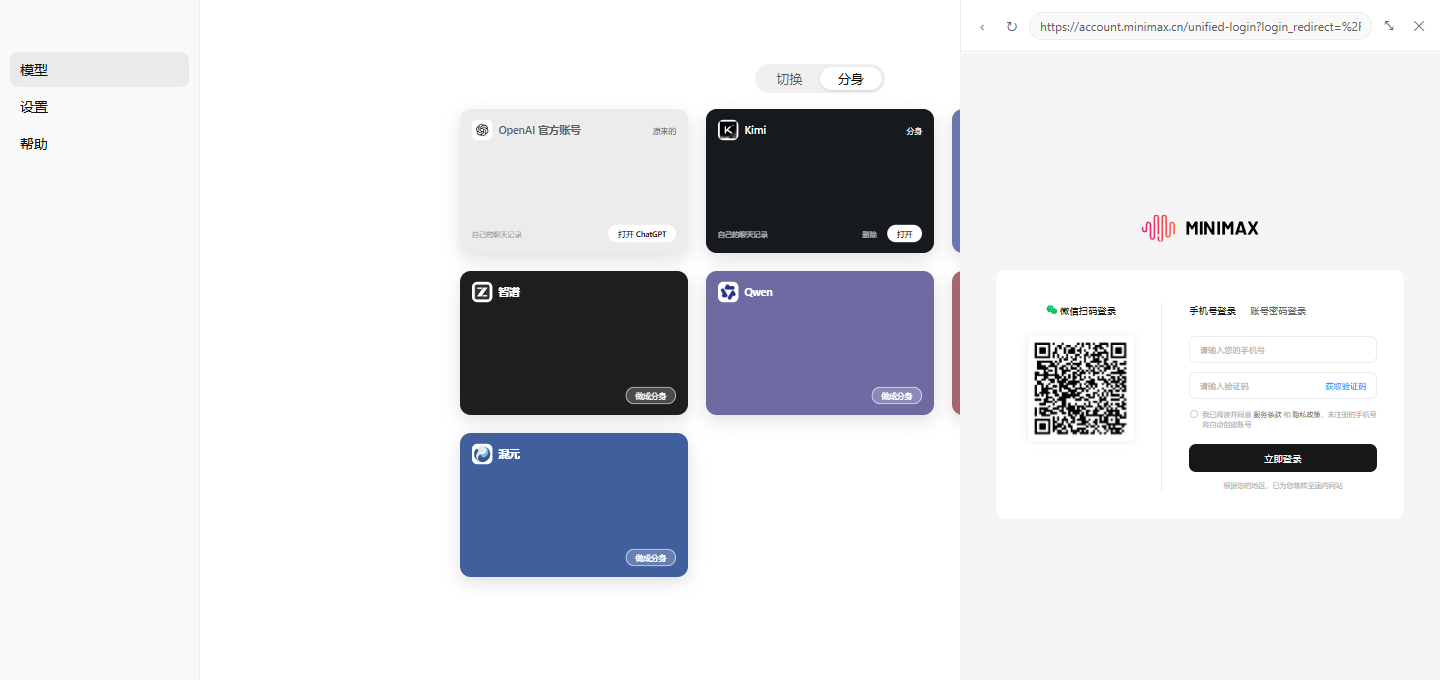 模型
设置
帮助
切换
分身
OpenAI 官方账号
原来的
自己的聊天记录
打开 ChatGPT
Kimi
分身
自己的聊天记录
删除
打开
智谱
做成分身
Qwen
做成分身
混元
做成分身
https://account.minimax.cn/unified-login?login_redirect=%2F
MINIMAX
微信扫码登录
手机号登录
账号密码登录
请输入您的手机号
请输入验证码
获取验证码
我已阅读并同意 服务条款 和 隐私政策，未注册的手机号
将自动创建账号
立即登录
根据您的地区，已为您跳转至国内网站